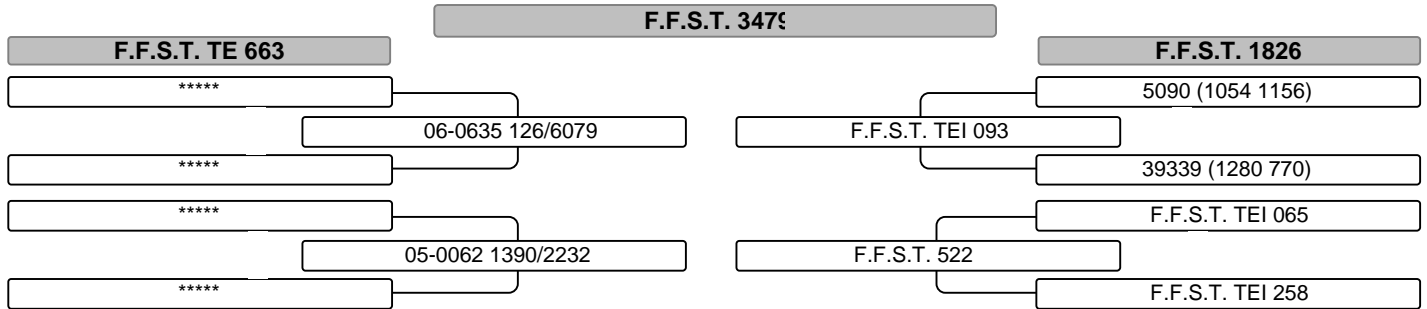 F.F.S.T. 3479
F.F.S.T. TE 663
F.F.S.T. 1826
*****
5090 (1054 1156)
06-0635 126/6079
F.F.S.T. TEI 093
*****
39339 (1280 770)
*****
F.F.S.T. TEI 065
05-0062 1390/2232
F.F.S.T. 522
*****
F.F.S.T. TEI 258